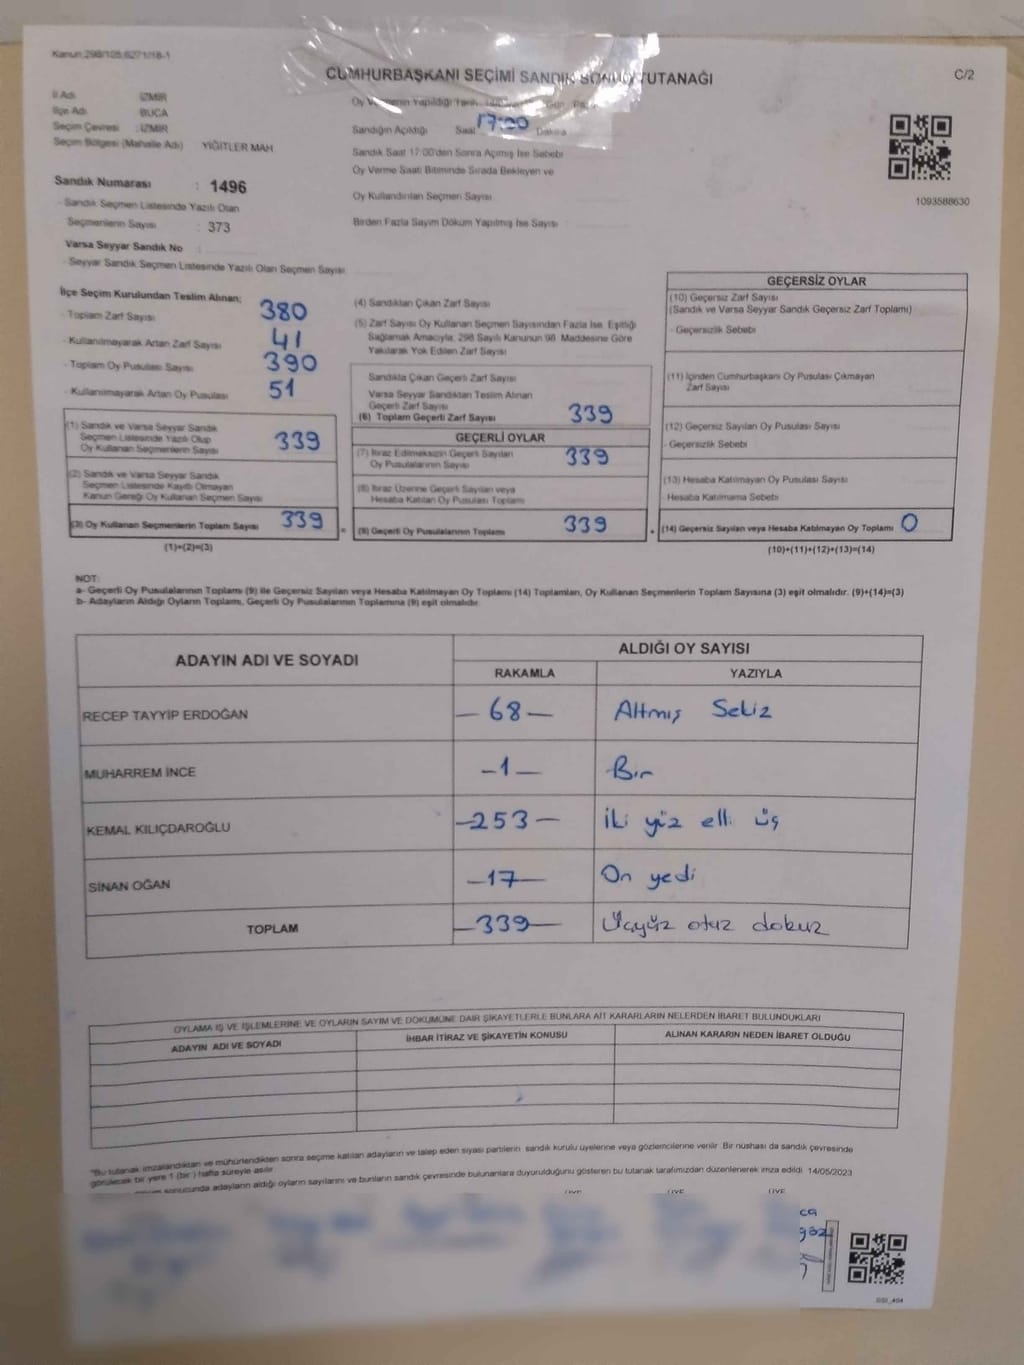 Kanun:298/105,6271/18-1
CUMHURBAŞKANI SEÇİMİ SANDIK SONUÇ TUTANAĞI
C/2
İl Adı : İZMİR
İlçe Adı : BUCA
Seçim Çevresi : İZMİR
Seçim Bölgesi (Mahalle Adı) YİĞİTLER MAH.
Oy Vermenin Yapıldığı Tarih
Sandığın Açıldığı Saat 17:00 Dakika
Sandık Saat 17:00'den Sonra Açılmış İse Sebebi
Oy Verme Saati Bitiminde Sırada Bekleyen ve
Oy Kullandırılan Seçmen Sayısı
Birden Fazla Sayım Döküm Yapılmış İse Sayısı
1093588630
Sandık Numarası : 1496
- Sandık Seçmen Listesinde Yazılı Olan
Seçmenlerin Sayısı : 373
Varsa Seyyar Sandık No :
- Seyyar Sandık Seçmen Listesinde Yazılı Olan Seçmen Sayısı
İlçe Seçim Kurulundan Teslim Alınan;
- Toplam Zarf Sayısı 380
- Kullanılmayarak Artan Zarf Sayısı 41
- Toplam Oy Pusulası Sayısı 390
- Kullanılmayarak Artan Oy Pusulası 51
(1) Sandık ve Varsa Seyyar Sandık
Seçmen Listesinde Yazılı Olup
Oy Kullanan Seçmenlerin Sayısı 339
(2) Sandık ve Varsa Seyyar Sandık
Seçmen Listesinde Kayıtlı Olmayan
Kanun Gereği Oy Kullanan Seçmen Sayısı
(3) Oy Kullanan Seçmenlerin Toplam Sayısı 339 =
(1)+(2)=(3)
(4) Sandıktan Çıkan Zarf Sayısı
(5) Zarf Sayısı Oy Kullanan Seçmen Sayısından Fazla İse, Eşitliği
Sağlamak Amacıyla, 298 Sayılı Kanunun 98. Maddesine Göre
Yakılarak Yok Edilen Zarf Sayısı
Sandıkta Çıkan Geçerli Zarf Sayısı
Varsa Seyyar Sandıktan Teslim Alınan
Geçerli Zarf Sayısı
(6) Toplam Geçerli Zarf Sayısı 339
GEÇERLİ OYLAR
(7) İtiraz Edilmeksizin Geçerli Sayılan
Oy Pusulalarının Sayısı 339
(8) İtiraz Üzerine Geçerli Sayılan veya
Hesaba Katılan Oy Pusulası Toplamı
(9) Geçerli Oy Pusulalarının Toplamı 339 +
GEÇERSİZ OYLAR
(10) Geçersiz Zarf Sayısı
(Sandık ve Varsa Seyyar Sandık Geçersiz Zarf Toplamı)
- Geçersizlik Sebebi
(11) İçinden Cumhurbaşkanı Oy Pusulası Çıkmayan
Zarf Sayısı
(12) Geçersiz Sayılan Oy Pusulası Sayısı
- Geçersizlik Sebebi
(13) Hesaba Katılmayan Oy Pusulası Sayısı
- Hesaba Katılmama Sebebi
(14) Geçersiz Sayılan veya Hesaba Katılmayan Oy Toplamı 0
(10)+(11)+(12)+(13)=(14)
NOT:
a- Geçerli Oy Pusulalarının Toplamı (9) ile Geçersiz Sayılan veya Hesaba Katılmayan Oy Toplamı (14) Toplamları, Oy Kullanan Seçmenlerin Toplam Sayısına (3) eşit olmalıdır. (9)+(14)=(3)
b- Adayların Aldığı Oyların Toplamı, Geçerli Oy Pusulalarının Toplamına (9) eşit olmalıdır.
ADAYIN ADI VE SOYADI
ALDIĞI OY SAYISI
RAKAMLA YAZIYLA
RECEP TAYYİP ERDOĞAN — 68 — Altmış Sekiz
MUHARREM İNCE — 1 — Bir
KEMAL KILIÇDAROĞLU — 253 — İki yüz elli üç
SİNAN OĞAN — 17 — On yedi
TOPLAM — 339 — Üçyüz otuz dokuz
OYLAMA İŞ VE İŞLEMLERİNE VE OYLARIN SAYIM VE DÖKÜMÜNE DAİR ŞİKAYETLERLE BUNLARA AİT KARARLARIN NELERDEN İBARET BULUNDUKLARI
ADAYIN ADI VE SOYADI İHBAR İTİRAZ VE ŞİKAYETİN KONUSU ALINAN KARARIN NEDEN İBARET OLDUĞU
"Bu tutanak imzalandıktan ve mühürlendikten sonra seçime katılan adayların ve talep eden siyasi partilerin sandık kurulu üyelerine veya gözlemcilerine verilir. Bir nüshası da sandık çevresinde
görülecek bir yere 1 (bir) hafta süreyle asılır.
sonucunda adayların aldığı oyların sayılarını ve bunların sandık çevresinde bulunanlara duyurulduğunu gösteren bu tutanak tarafımızdan düzenlenerek imza edildi. 14/05/2023
ÜYE ÜYE ÜYE